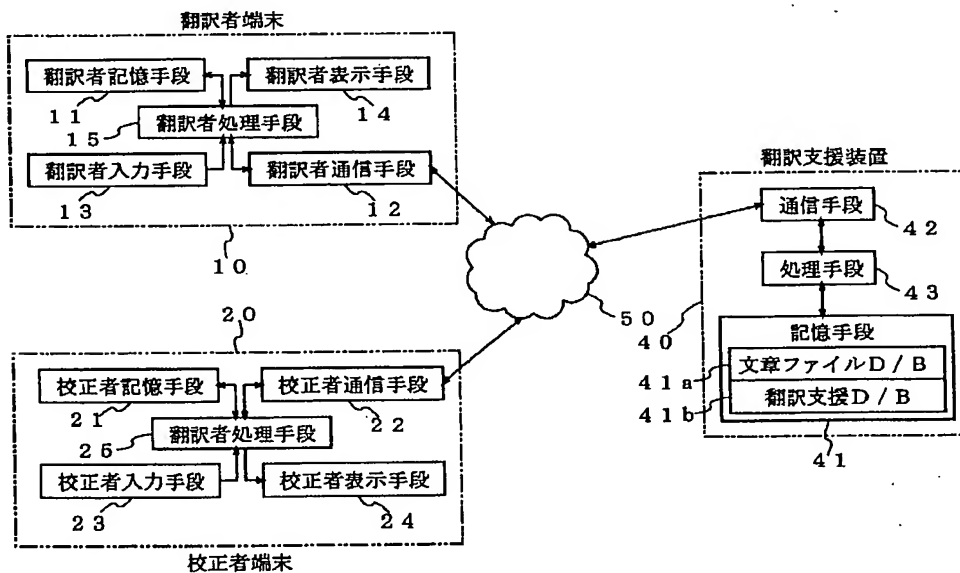 翻訳者端末
翻訳者記憶手段
翻訳者表示手段
11
14
15
翻訳者処理手段
翻訳者入力手段
翻訳者通信手段
13
12
10
翻訳支援装置
通信手段
42
処理手段
43
50
40
記憶手段
文章ファイルD/B
41a
翻訳支援D/B
41b
41
20
校正者記憶手段
校正者通信手段
21
22
25
翻訳者処理手段
校正者入力手段
校正者表示手段
23
24
校正者端末